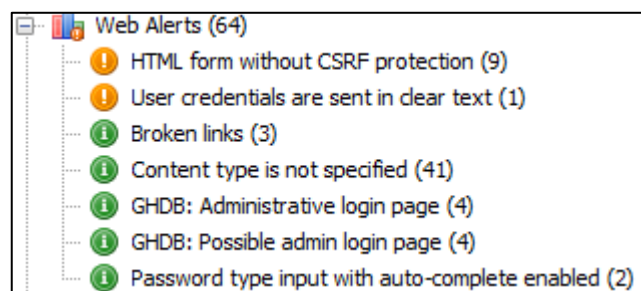 Web Alerts (64)
HTML form without CSRF protection (9)
User credentials are sent in clear text (1)
Broken links (3)
Content type is not specified (41)
GHDB: Administrative login page (4)
GHDB: Possible admin login page (4)
Password type input with auto-complete enabled (2)